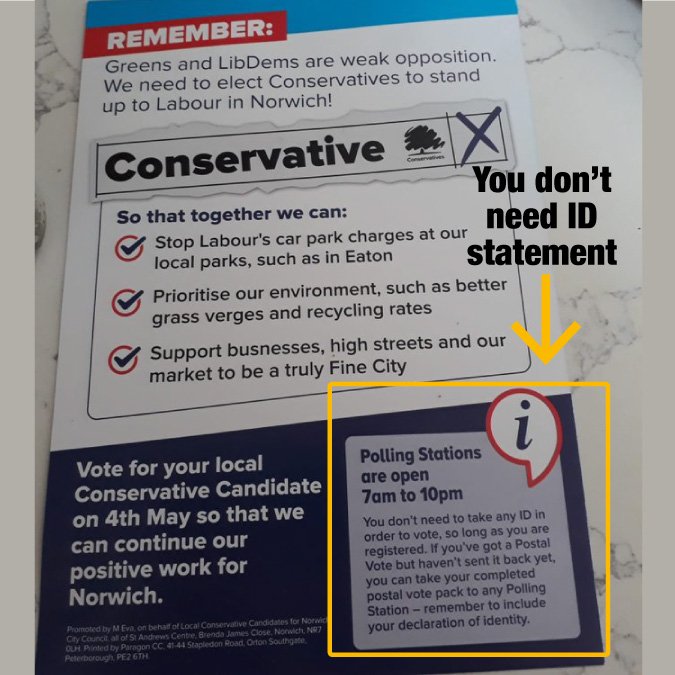 REMEMBER:
Greens and LibDems are weak opposition.
We need to elect Conservatives to stand
up to Labour in Norwich!
Conservative
Conservatives
X
You don't
need ID
statement
So that together we can:
Stop Labour's car park charges at our
local parks, such as in Eaton
Prioritise our environment, such as better
grass verges and recycling rates
Support busnesses, high streets and our
market to be a truly Fine City
i
Vote for your local
Conservative Candidate
on 4th May so that we
can continue our
positive work for
Norwich.
Polling Stations
are open
7am to 10pm
You don't need to take any ID in
order to vote, so long as you are
registered. If you've got a Postal
Vote but haven't sent it back yet,
you can take your completed
postal vote pack to any Polling
Station – remember to include
your declaration of identity.
Promoted by M Eva, on behalf of Local Conservative Candidates for Norwich
City Council, all of St Andrews Centre, Brenda James Close, Norwich, NR7
0LH. Printed by Paragon CC, 41-44 Stapledon Road, Orton Southgate,
Peterborough, PE2 6TH.